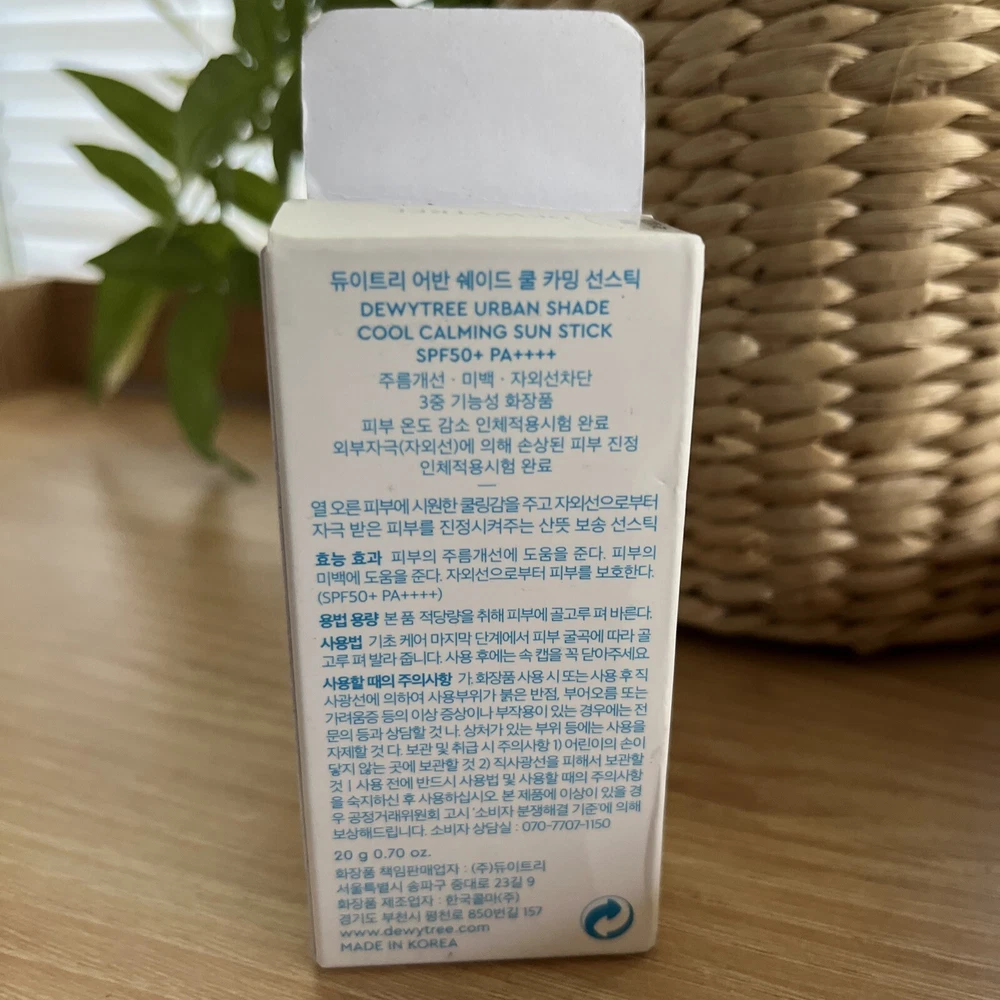 듀이트리 어반 쉐이드 쿨 카밍 선스틱
DEWYTREE URBAN SHADE
COOL CALMING SUN STICK
SPF50+ PA++++
주름개선 · 미백 · 자외선차단
3중 기능성 화장품
피부 온도 감소 인체적용시험 완료
외부자극(자외선)에 의해 손상된 피부 진정
인체적용시험 완료
열 오른 피부에 시원한 쿨링감을 주고 자외선으로부터
자극 받은 피부를 진정시켜주는 산뜻 보송 선스틱
효능 효과 피부의 주름개선에 도움을 준다. 피부의
미백에 도움을 준다. 자외선으로부터 피부를 보호한다.
(SPF50+ PA++++)
용법 용량 본 품 적당량을 취해 피부에 골고루 펴 바른다.
사용법 기초 케어 마지막 단계에서 피부 굴곡에 따라 골
고루 펴 발라 줍니다. 사용 후에는 속 캡을 꼭 닫아주세요
사용할 때의 주의사항 가. 화장품 사용 시 또는 사용 후 직
사광선에 의하여 사용부위가 붉은 반점, 부어오름 또는
가려움증 등의 이상 증상이나 부작용이 있는 경우에는 전
문의 등과 상담할 것 나. 상처가 있는 부위 등에는 사용을
자제할 것 다. 보관 및 취급 시 주의사항 1) 어린이의 손이
닿지 않는 곳에 보관할 것 2) 직사광선을 피해서 보관할
것 | 사용 전에 반드시 사용법 및 사용할 때의 주의사항
을 숙지하신 후 사용하십시오. 본 제품에 이상이 있을 경
우 공정거래위원회 고시 '소비자 분쟁해결 기준'에 의해
보상해드립니다. 소비자 상담실 : 070-7707-1150
20 g 0.70 oz.
화장품 책임판매업자 : (주)듀이트리
서울특별시 송파구 중대로 23길 9
화장품 제조업자 : 한국콜마(주)
경기도 부천시 평천로 850번길 157
www.dewytree.com
MADE IN KOREA